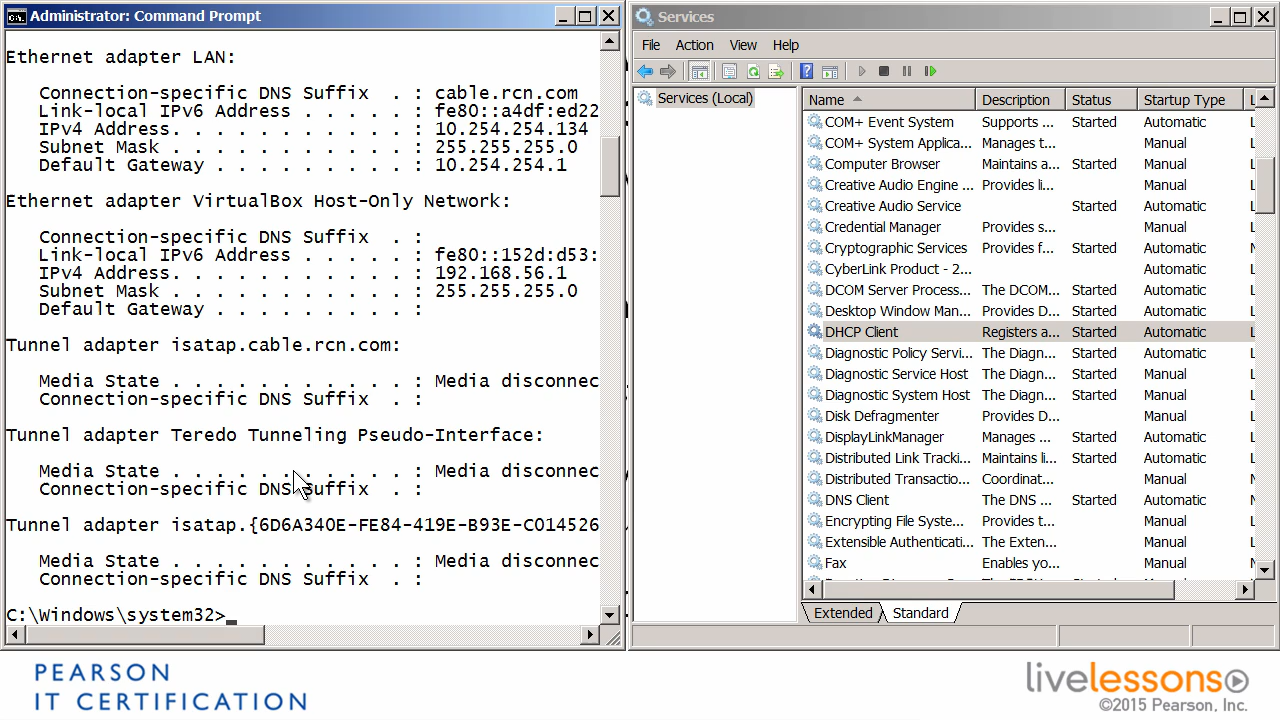 Administrator: Command Prompt
Ethernet adapter LAN:
Connection-specific DNS Suffix . : cable.rcn.com
Link-local IPv6 Address . . . . . : fe80::a4df:ed22
IPv4 Address. . . . . . . . . . . : 10.254.254.134
Subnet Mask . . . . . . . . . . . : 255.255.255.0
Default Gateway . . . . . . . . . : 10.254.254.1
Ethernet adapter VirtualBox Host-Only Network:
Connection-specific DNS Suffix . :
Link-local IPv6 Address . . . . . : fe80::152d:d53:
IPv4 Address. . . . . . . . . . . : 192.168.56.1
Subnet Mask . . . . . . . . . . . : 255.255.255.0
Default Gateway . . . . . . . . . :
Tunnel adapter isatap.cable.rcn.com:
Media State . . . . . . . . . . . : Media disconnec
Connection-specific DNS Suffix . :
Tunnel adapter Teredo Tunneling Pseudo-Interface:
Media State . . . . . . . . . . . : Media disconnec
Connection-specific DNS Suffix . :
Tunnel adapter isatap.{6D6A340E-FE84-419E-B93E-C014526
Media State . . . . . . . . . . . : Media disconnec
Connection-specific DNS Suffix . :
C:\Windows\system32>
Services
File Action View Help
Services (Local)
Name Description Status Startup Type L
COM+ Event System Supports ... Started Automatic L
COM+ System Applica... Manages t... Manual L
Computer Browser Maintains a... Started Automatic L
Creative Audio Engine ... Provides li... Manual L
Creative Audio Service Started Automatic L
Credential Manager Provides s... Manual L
Cryptographic Services Provides f... Started Automatic N
CyberLink Product - 2... Automatic L
DCOM Server Process... The DCOM... Started Automatic L
Desktop Window Man... Provides D... Started Automatic L
DHCP Client Registers a... Started Automatic L
Diagnostic Policy Servi... The Diagn... Started Automatic L
Diagnostic Service Host The Diagn... Started Manual L
Diagnostic System Host The Diagn... Started Manual L
Disk Defragmenter Provides D... Manual L
DisplayLinkManager Manages ... Started Automatic L
Distributed Link Tracki... Maintains li... Started Automatic L
Distributed Transactio... Coordinat... Manual N
DNS Client The DNS ... Started Automatic N
Encrypting File Syste... Provides t... Manual L
Extensible Authenticati... The Exten... Manual L
Fax Enables yo... Manual N
Extended Standard
PEARSON
IT CERTIFICATION
livelessons
©2015 Pearson, Inc.